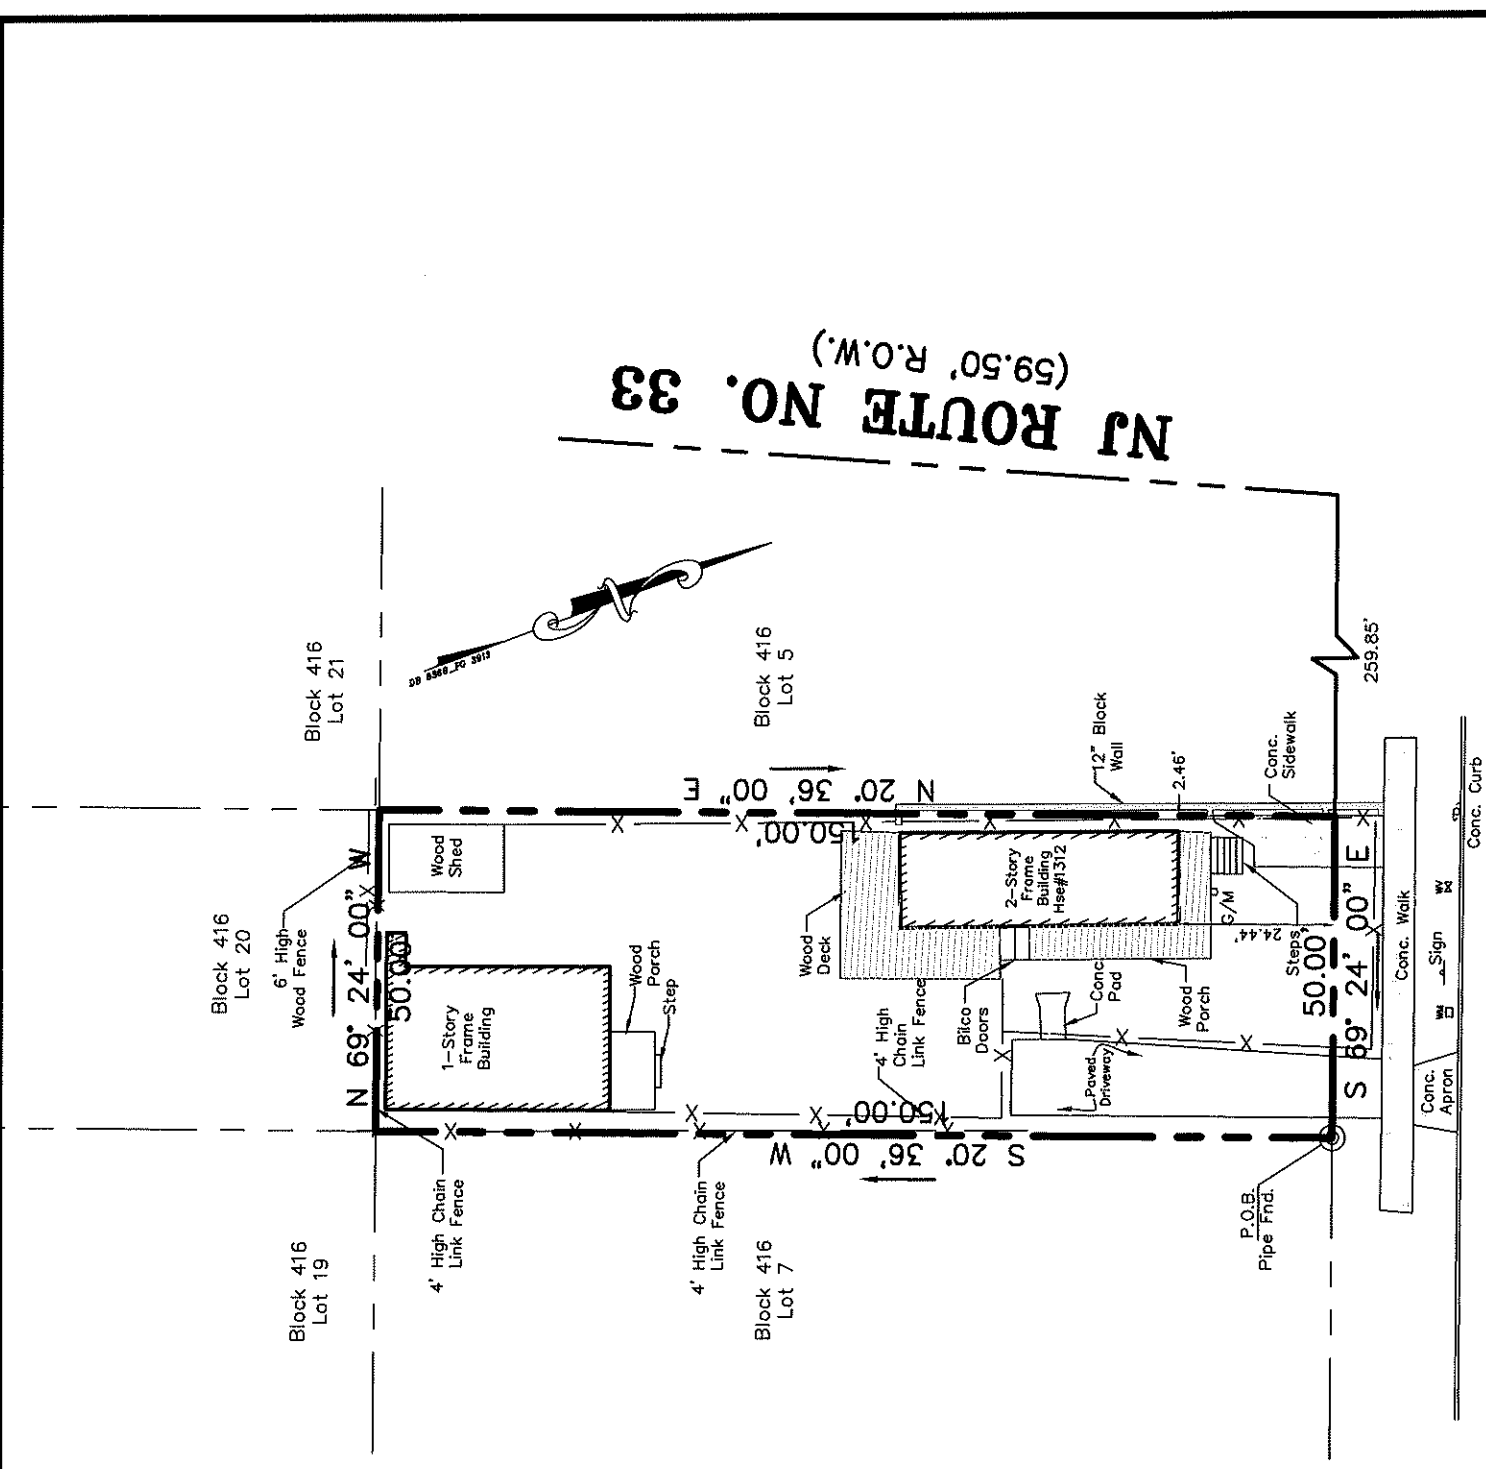 NJ ROUTE NO. 33
(59.50' R.O.W.)
Block 416
Lot 21
Block 416
Lot 20
Block 416
Lot 19
Block 416
Lot 5
Block 416
Lot 7
6' High
Wood Fence
N 69° 24' 00" W
50.00'
N 20° 36' 00" E
150.00'
S 69° 24' 00" E
50.00'
S 20° 36' 00" W
150.00'
259.85'
Wood
Shed
1-Story
Frame
Building
Wood
Porch
Step
Wood
Deck
2-Story
Frame
Building
Hse#1312
12" Block
Wall
2.46'
Conc.
Sidewalk
G/M
24.44'
Steps
4' High
Chain
Link Fence
Bilco
Doors
Conc.
Pad
Wood
Porch
Paved
Driveway
4' High Chain
Link Fence
4' High Chain
Link Fence
P.O.B.
Pipe Fnd.
Conc. Walk
Conc.
Apron
Sign
WV
Conc. Curb